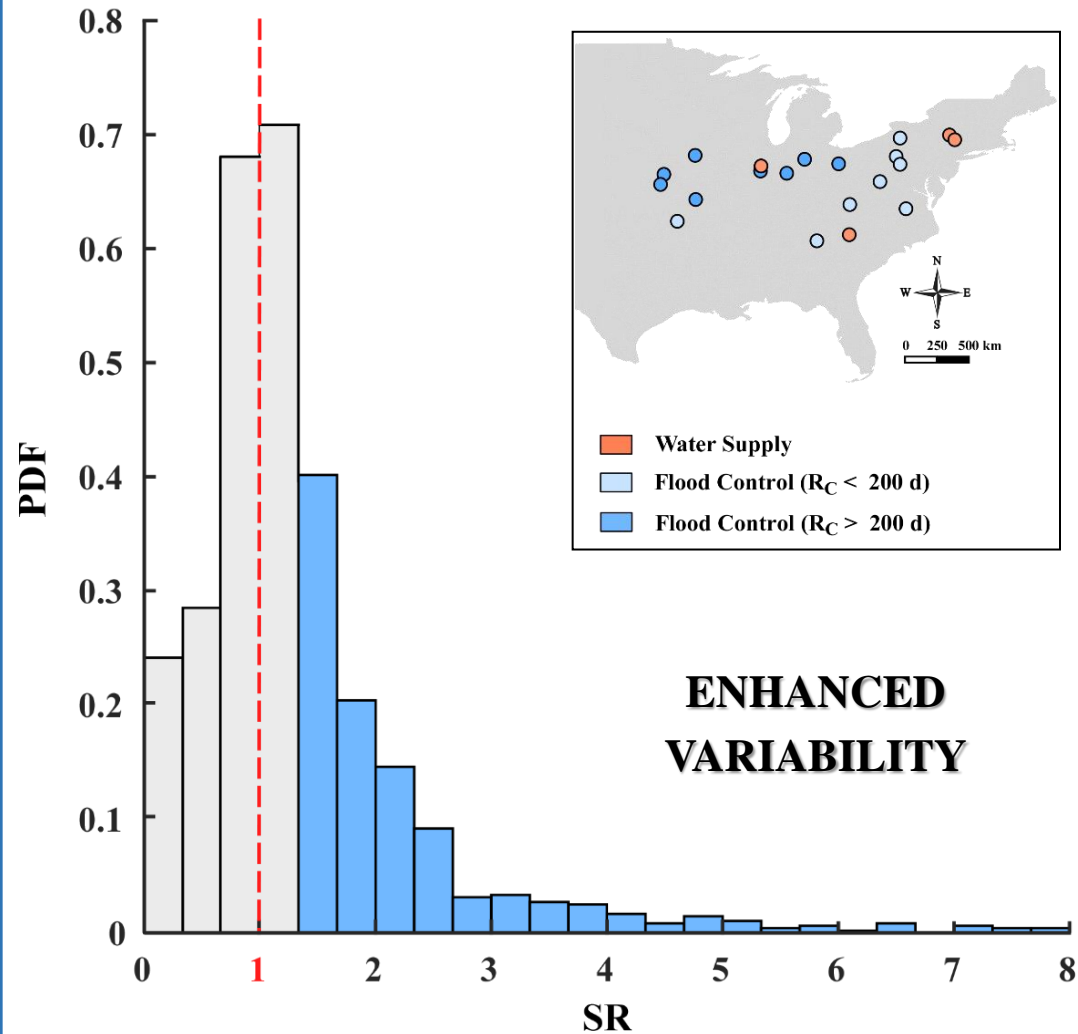 0.8
0.7
0.6
0.5
0.4
0.3
0.2
0.1
0
PDF
0 1 2 3 4 5 6 7 8
SR
N
W E
S
0 250 500 km
Water Supply
Flood Control (RC < 200 d)
Flood Control (RC > 200 d)
ENHANCED
VARIABILITY